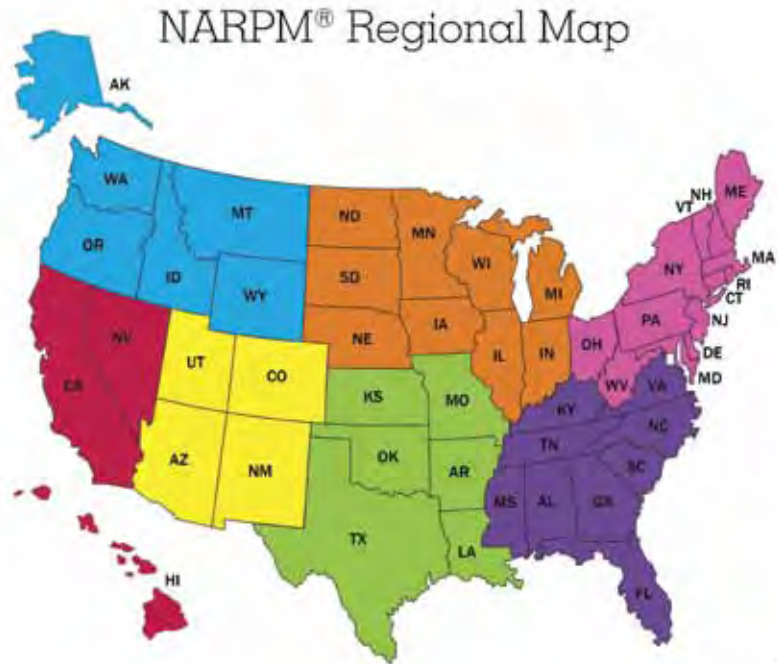 NARPM® Regional Map
AK
WA
MT
ND
MN
OR
ID
WY
SD
WI
MI
NE
IA
IL
IN
OH
PA
NY
VT
NH
ME
MA
RI
CT
NJ
DE
MD
WV
VA
NV
CA
UT
CO
KS
MO
KY
AZ
NM
OK
AR
TN
NC
SC
MS
AL
GA
TX
LA
FL
HI